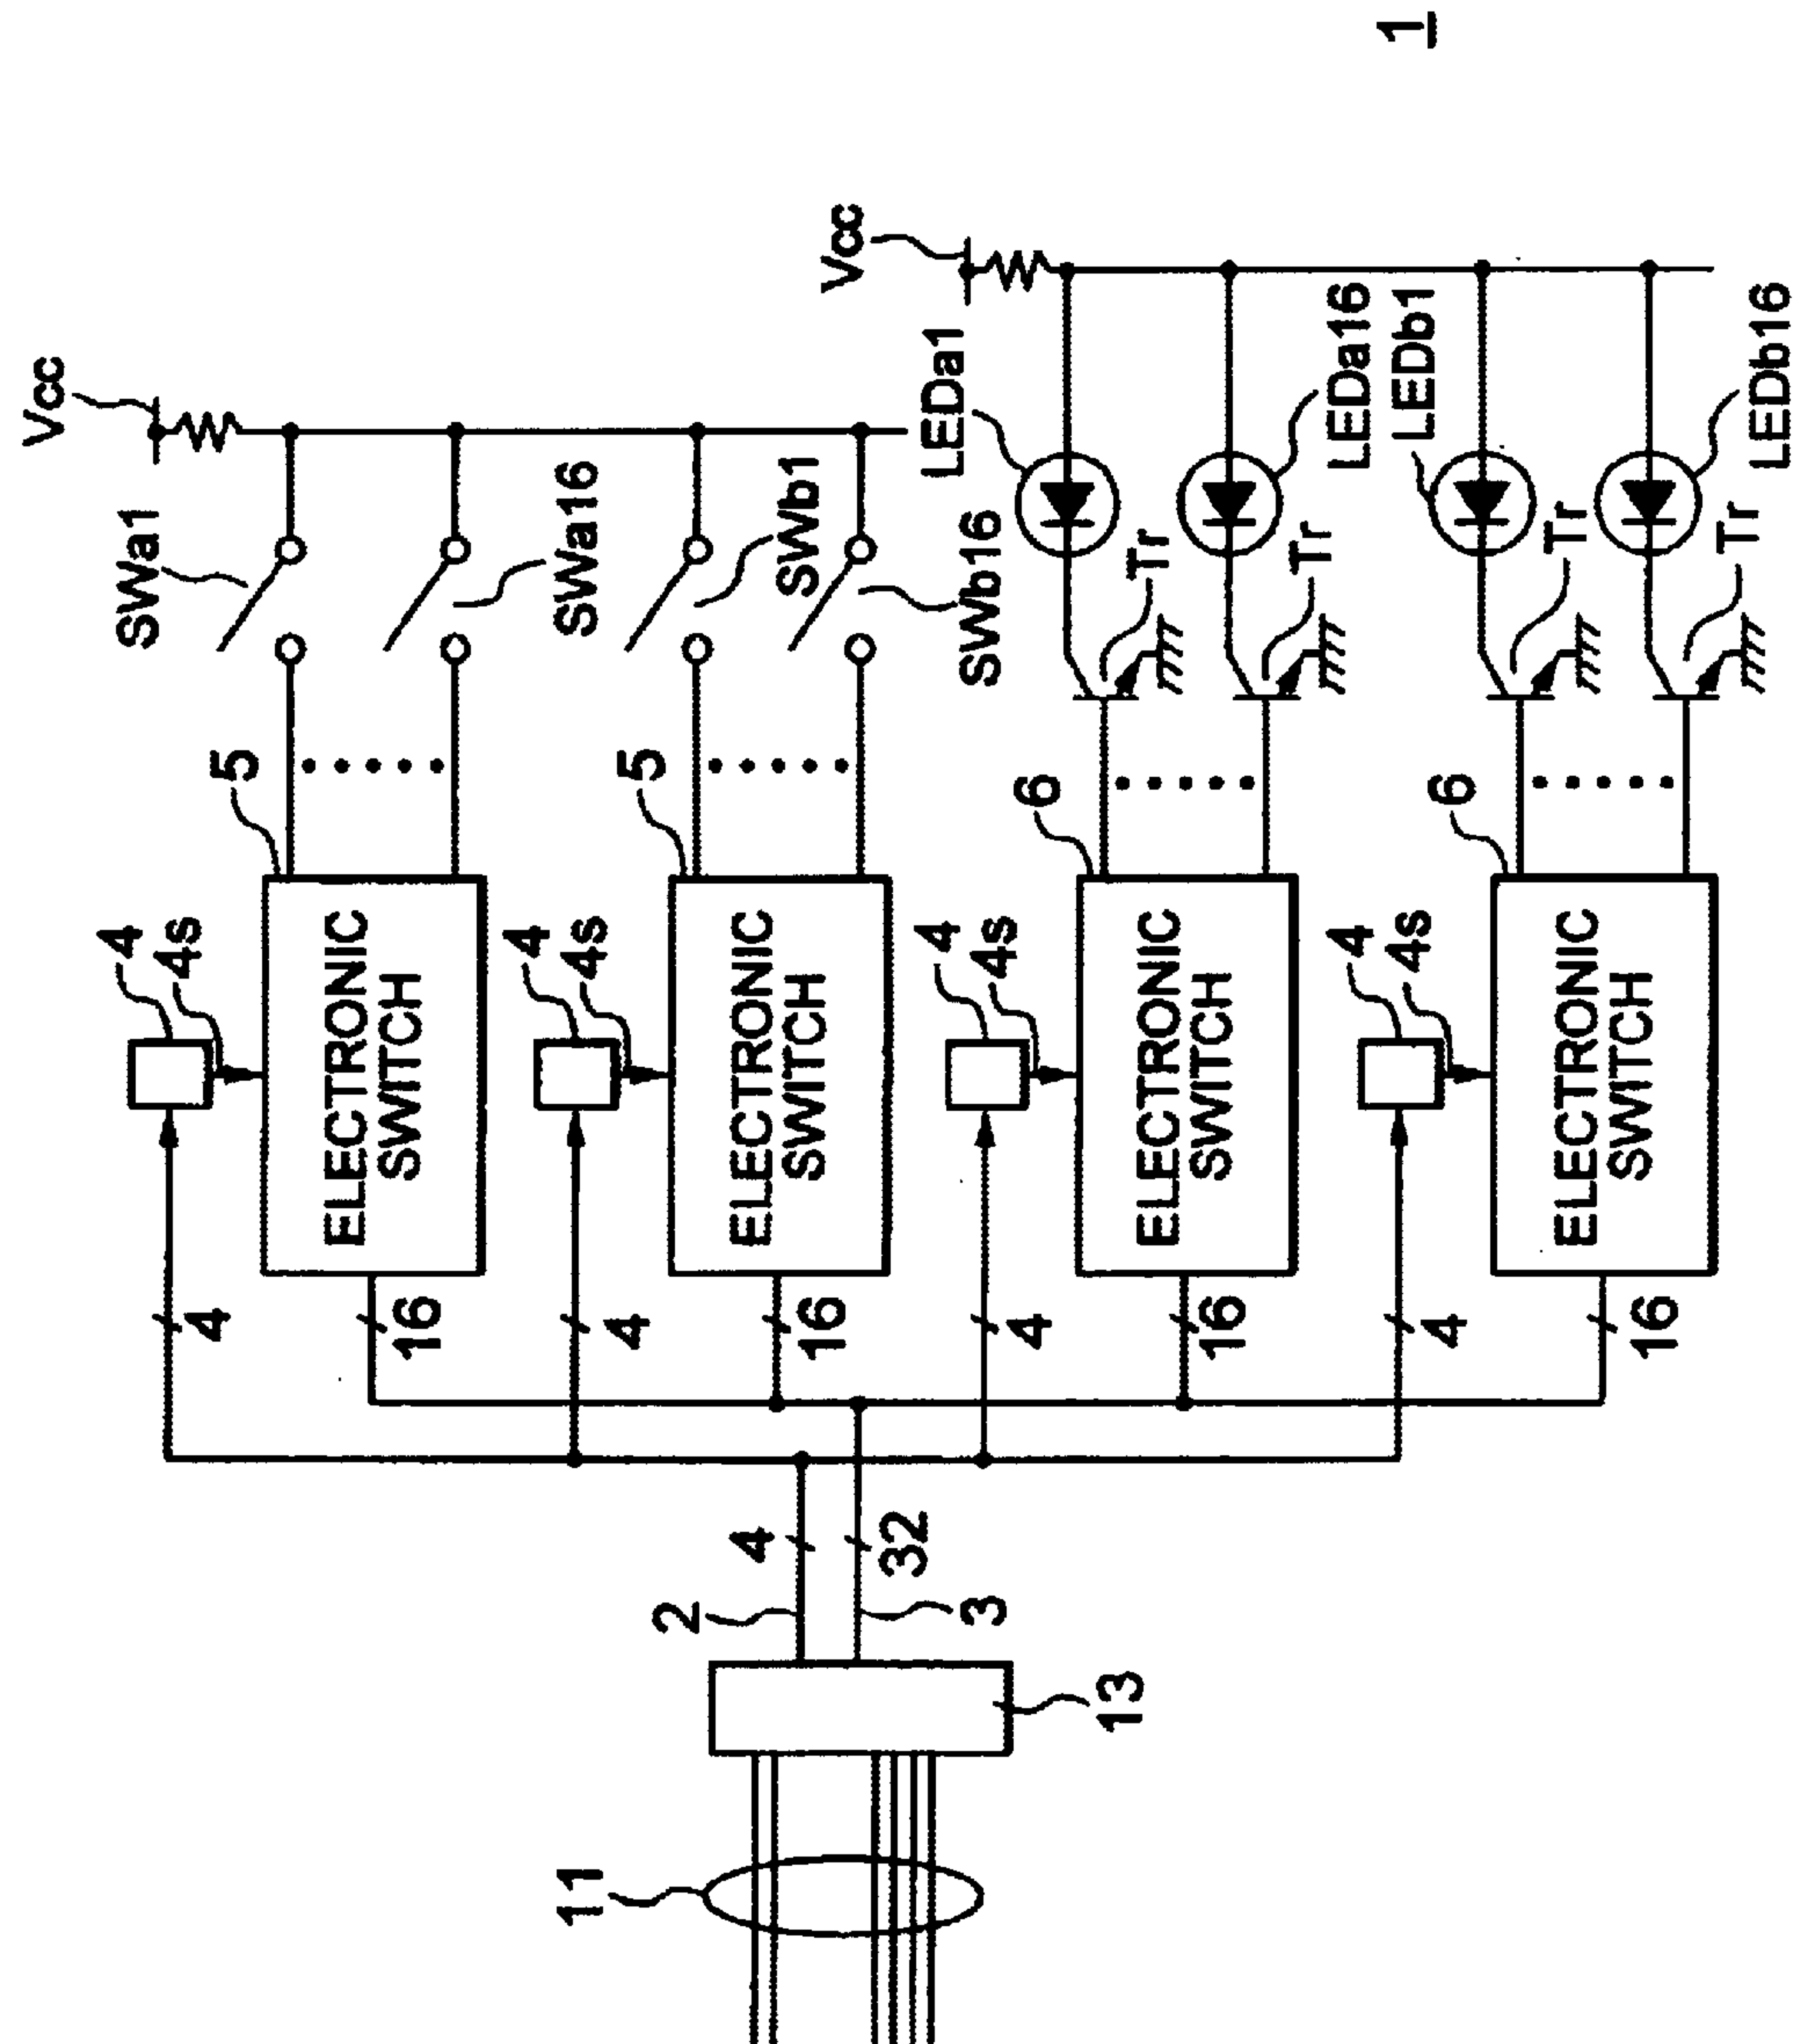 1
Vcc
SWa1
SWa16
SWb1
SWb16
Vcc
LEDa1
LEDa16
LEDb1
LEDb16
Tr
Tr
Tr
Tr
5
5
6
6
4
4s
4
4s
4
4s
4
4s
ELECTRONIC
SWITCH
ELECTRONIC
SWITCH
ELECTRONIC
SWITCH
ELECTRONIC
SWITCH
4
16
4
16
4
16
4
16
4
32
2
3
13
11